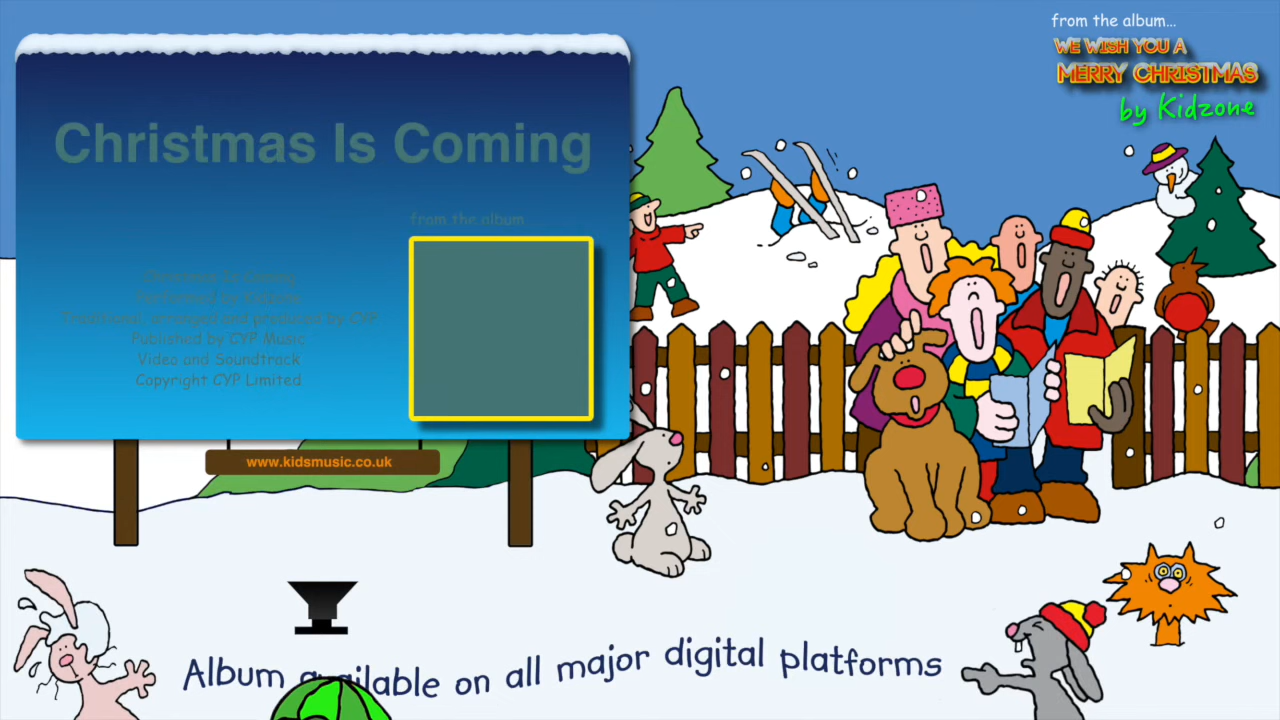 from the album...
WE WISH YOU A
MERRY CHRISTMAS
by Kidzone
Christmas Is Coming
from the album
Christmas Is Coming
Performed by Kidzone
Traditional, arranged and produced by CYP
Published by CYP Music
Video and Soundtrack
Copyright CYP Limited
www.kidsmusic.co.uk
Album available on all major digital platforms